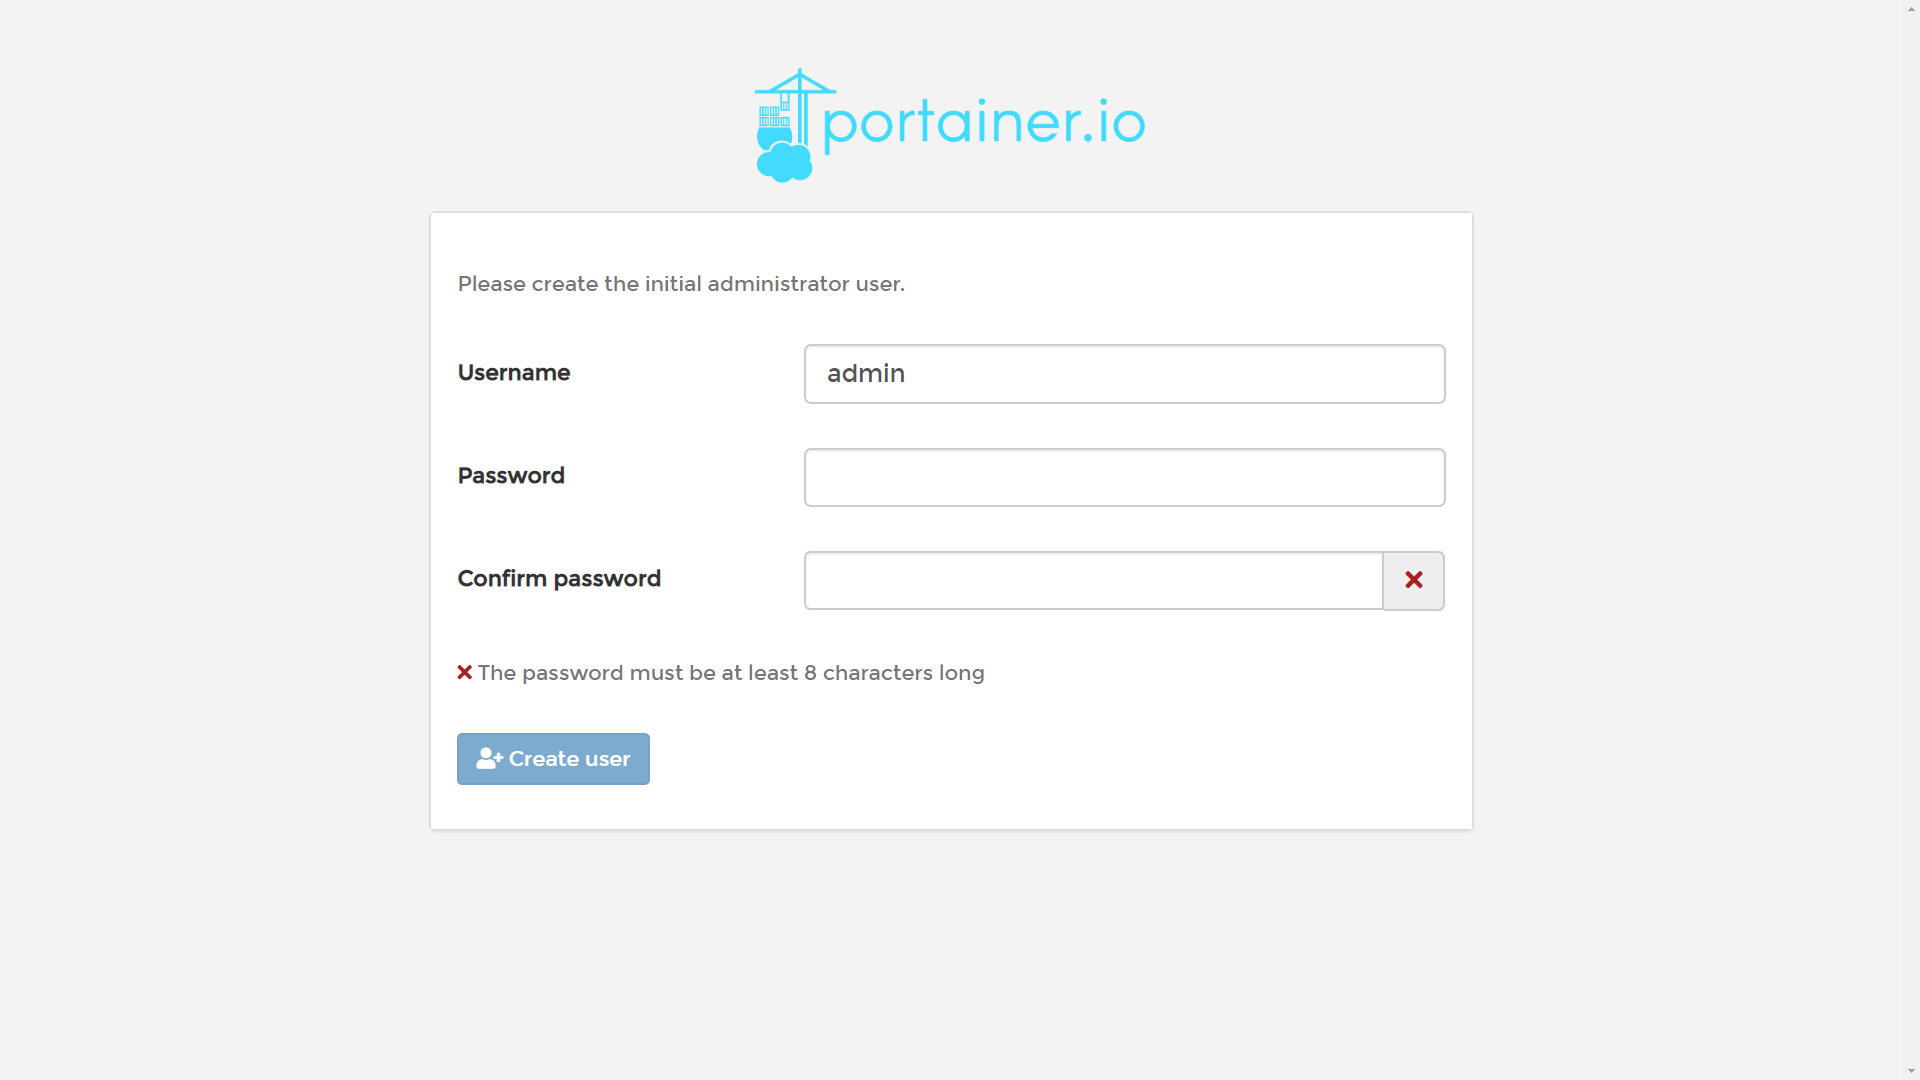 portainer.io
Please create the initial administrator user.
Username
admin
Password
Confirm password
The password must be at least 8 characters long
Create user